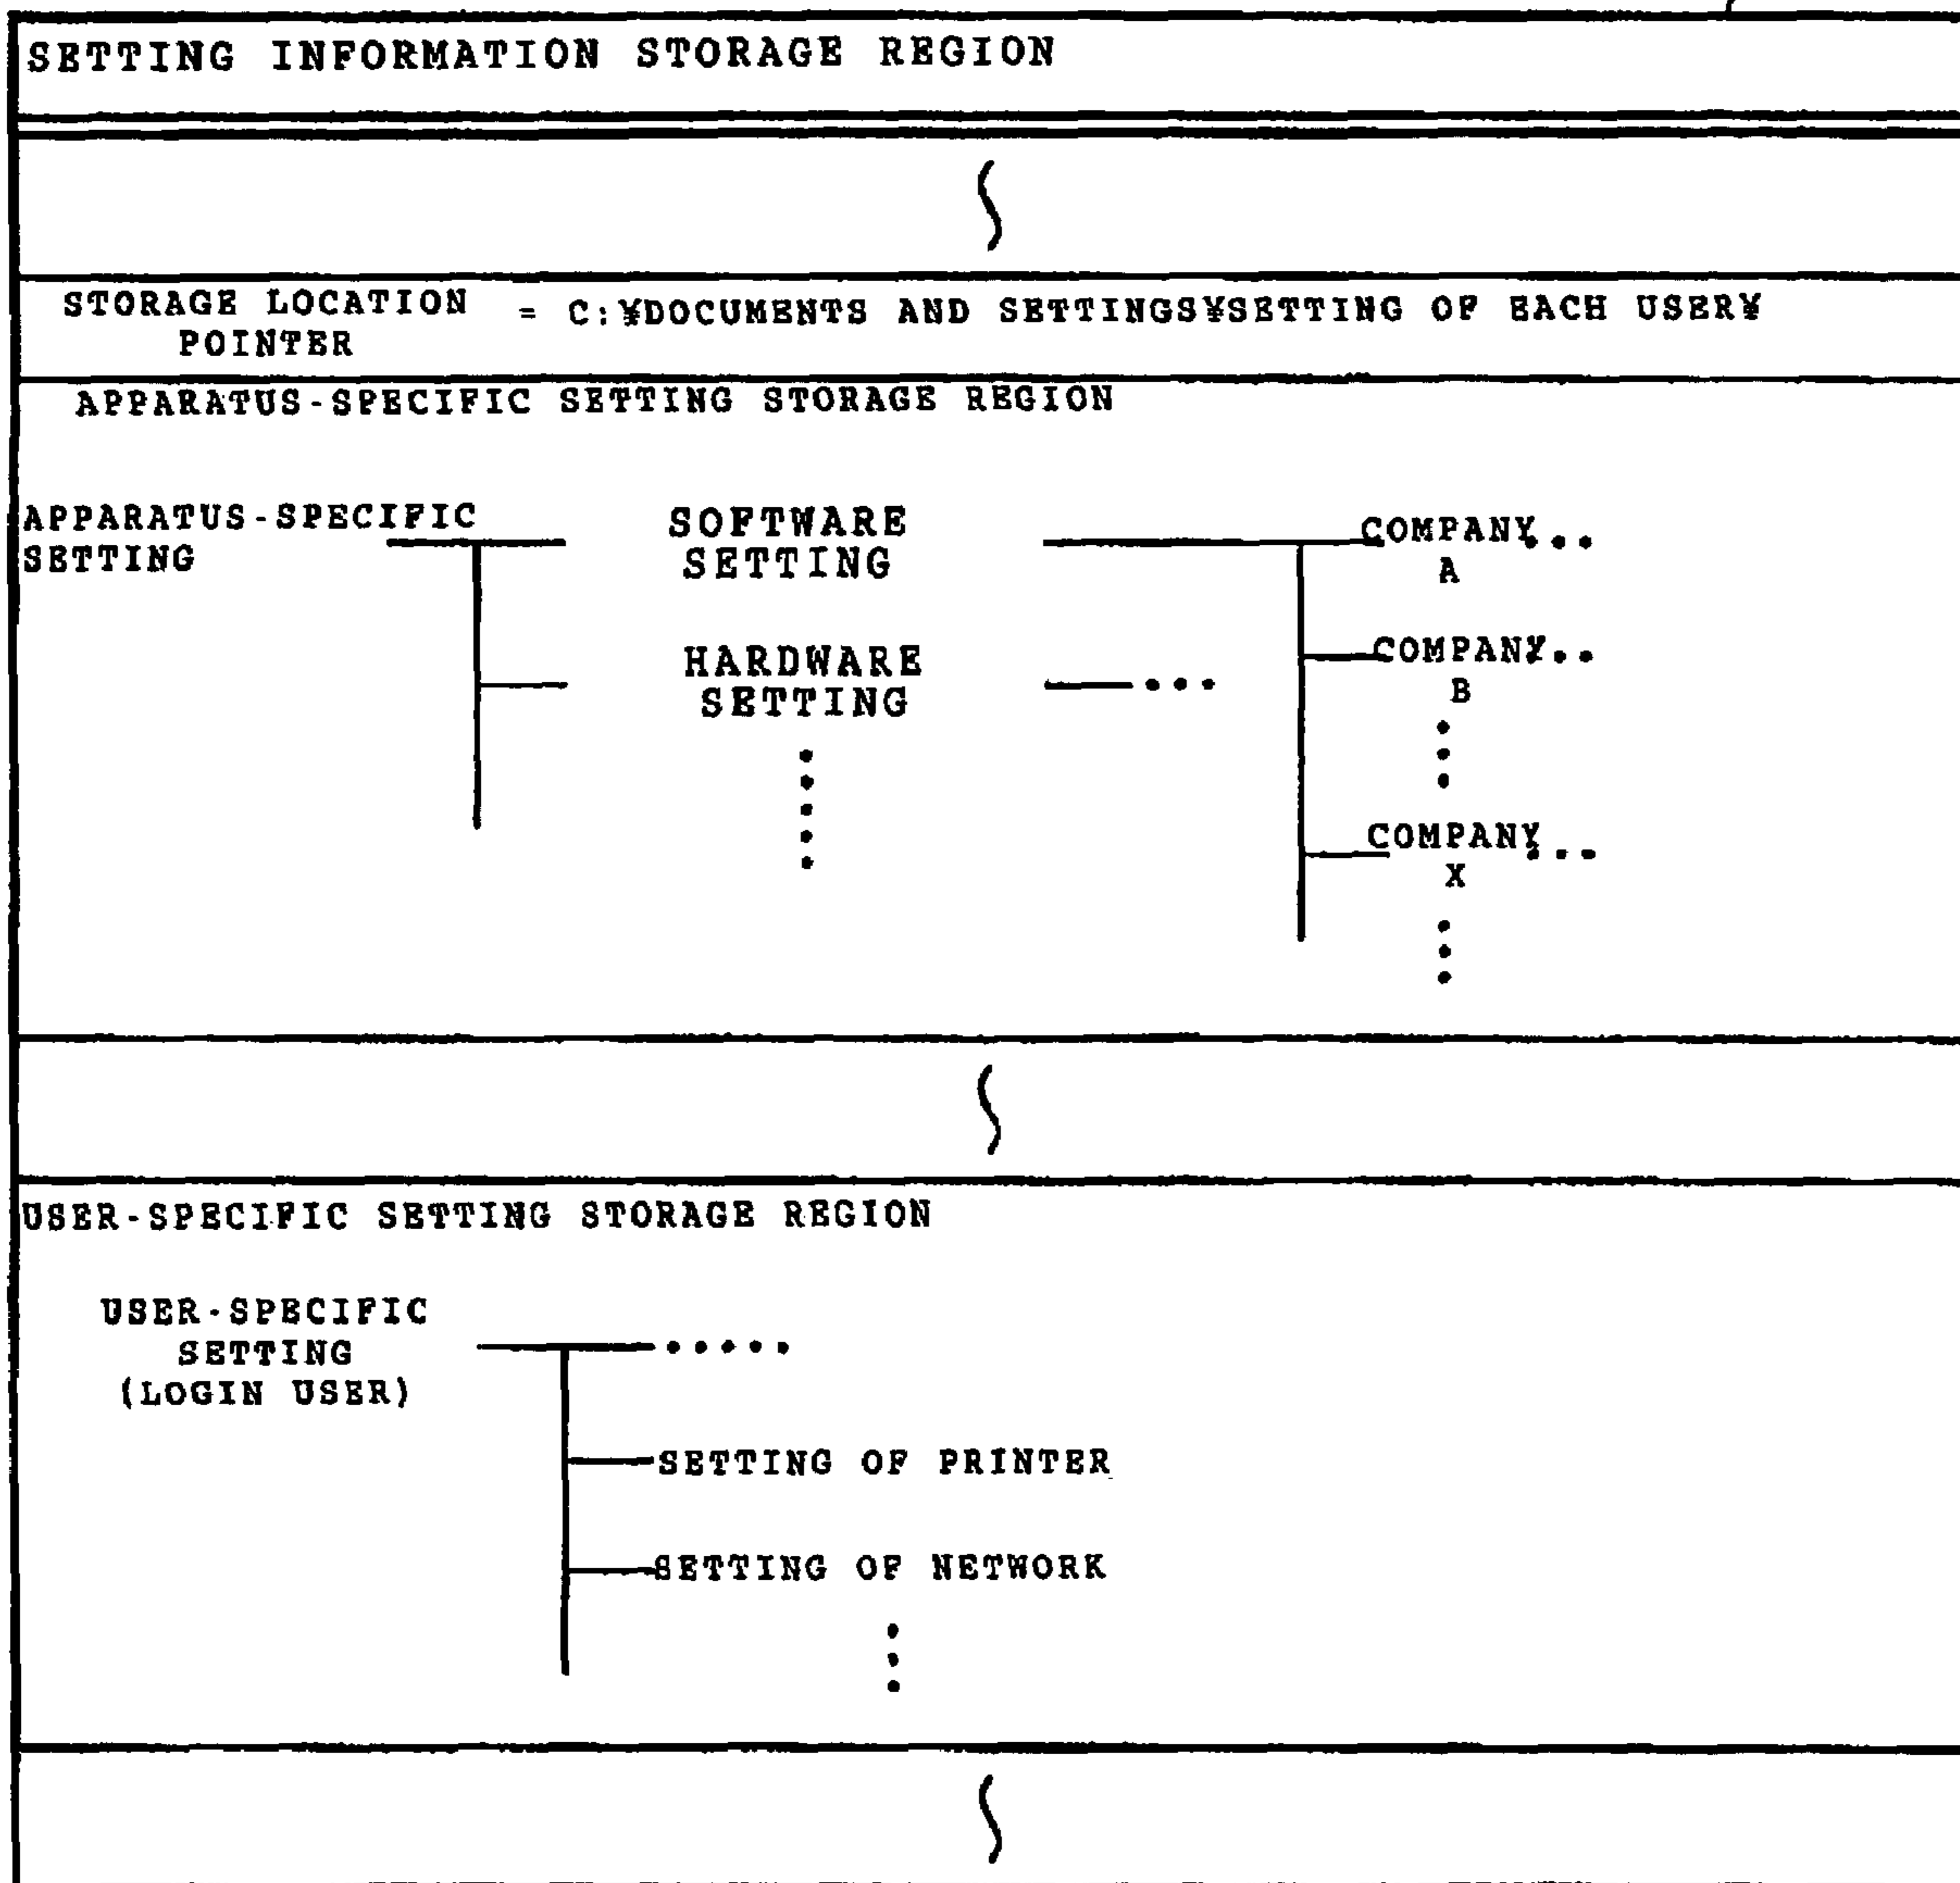 SETTING INFORMATION STORAGE REGION
STORAGE LOCATION
POINTER
= C:¥DOCUMENTS AND SETTINGS¥SETTING OF EACH USER¥
APPARATUS-SPECIFIC SETTING STORAGE REGION
APPARATUS-SPECIFIC
SETTING
SOFTWARE
SETTING
COMPANY...
A
HARDWARE
SETTING
...
COMPANY...
B
COMPANY...
X
USER-SPECIFIC SETTING STORAGE REGION
USER-SPECIFIC
SETTING
(LOGIN USER)
.....
SETTING OF PRINTER
SETTING OF NETWORK